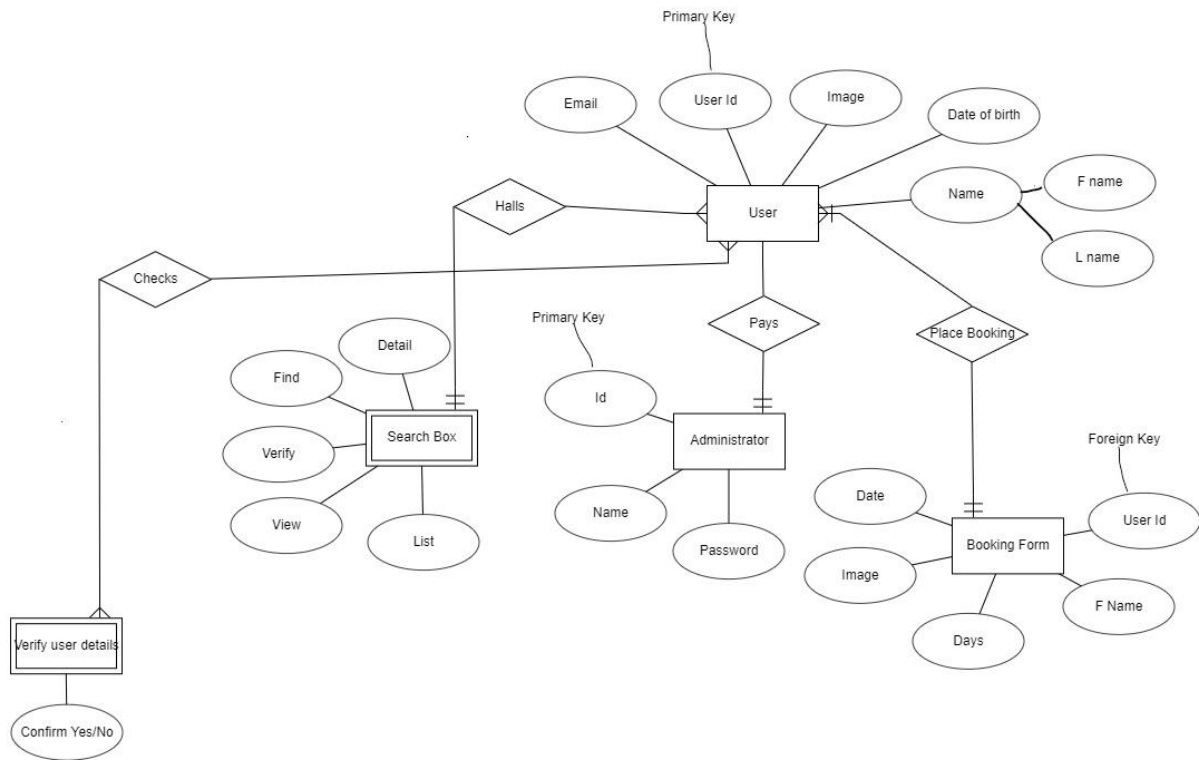 Primary Key
Email
User Id
Image
Date of birth
Name
F name
L name
Halls
User
Checks
Primary Key
Pays
Place Booking
Detail
Find
Id
Search Box
Administrator
Verify
Foreign Key
Date
User Id
View
List
Name
Password
Booking Form
Image
F Name
Days
Verify user details
Confirm Yes/No